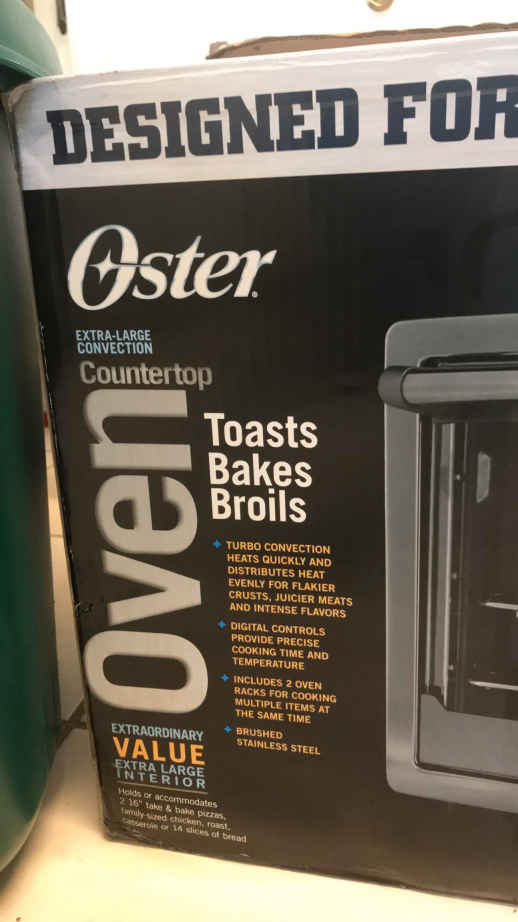 DESIGNED FOR
Oster
EXTRA-LARGE
CONVECTION
Countertop
Oven
Toasts
Bakes
Broils
TURBO CONVECTION
HEATS QUICKLY AND
DISTRIBUTES HEAT
EVENLY FOR FLAKIER
CRUSTS, JUICIER MEATS
AND INTENSE FLAVORS
DIGITAL CONTROLS
PROVIDE PRECISE
COOKING TIME AND
TEMPERATURE
INCLUDES 2 OVEN
RACKS FOR COOKING
MULTIPLE ITEMS AT
THE SAME TIME
BRUSHED
STAINLESS STEEL
EXTRAORDINARY
VALUE
EXTRA LARGE
INTERIOR
Holds or accommodates
2 16" take & bake pizzas,
family-sized chicken, roast,
casserole or 14 slices of bread